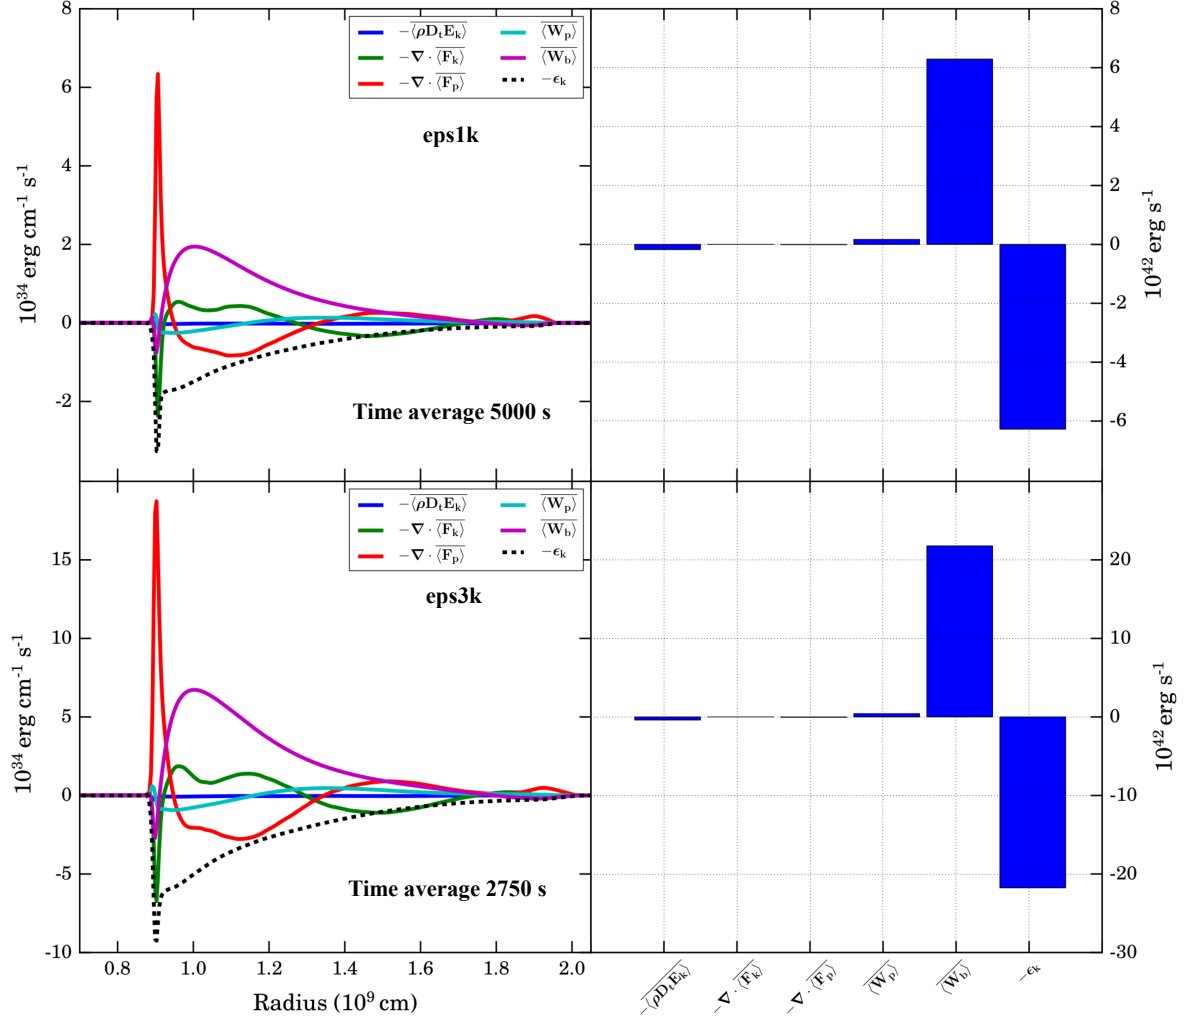 8
6
4
2
0
-2
10^34 erg cm^-1 s^-1
−⟨ρD_tE_k⟩
−∇ · ⟨F_k⟩
−∇ · ⟨F_p⟩
⟨W_p⟩
⟨W_b⟩
−ϵ_k
eps1k
Time average 5000 s
8
6
4
2
0
-2
-4
-6
10^42 erg s^-1
15
10
5
0
-5
-10
10^34 erg cm^-1 s^-1
−⟨ρD_tE_k⟩
−∇ · ⟨F_k⟩
−∇ · ⟨F_p⟩
⟨W_p⟩
⟨W_b⟩
−ϵ_k
eps3k
Time average 2750 s
0.8 1.0 1.2 1.4 1.6 1.8 2.0
Radius (10^9 cm)
20
10
0
-10
-20
-30
10^42 erg s^-1
−⟨ρD_tE_k⟩
−∇ · ⟨F_k⟩
−∇ · ⟨F_p⟩
⟨W_p⟩
⟨W_b⟩
−ϵ_k